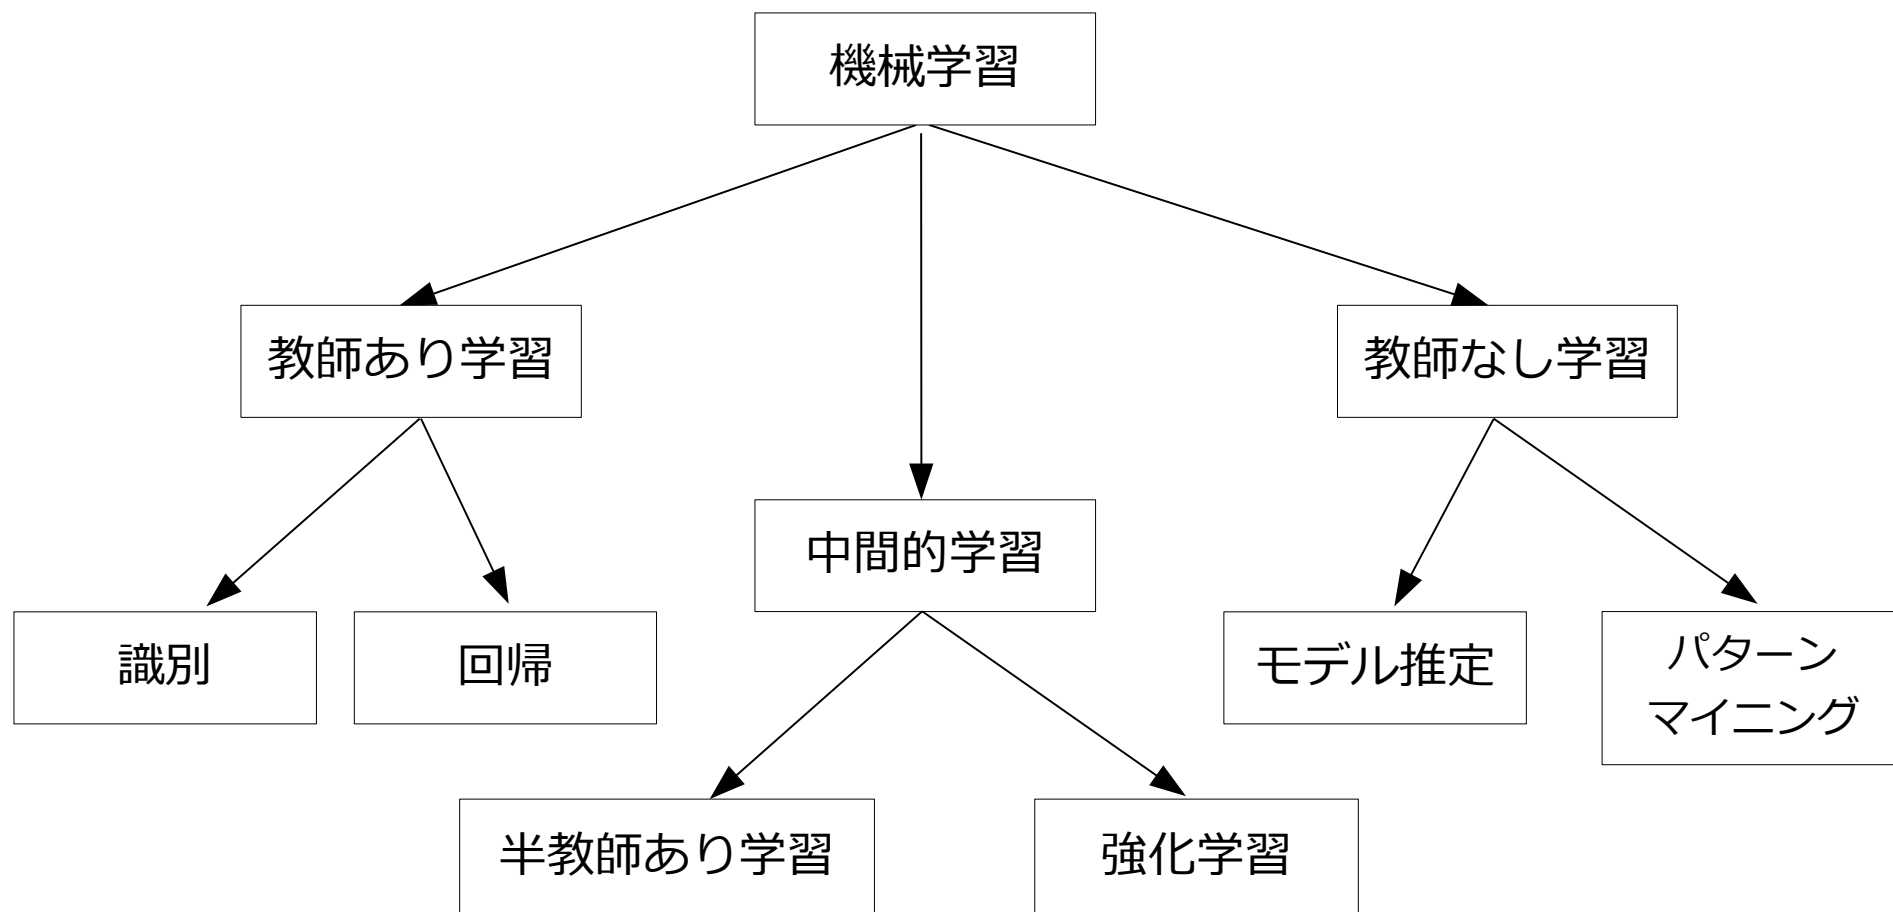 機械学習
教師あり学習
教師なし学習
中間的学習
識別
回帰
モデル推定
パターン
マイニング
半教師あり学習
強化学習